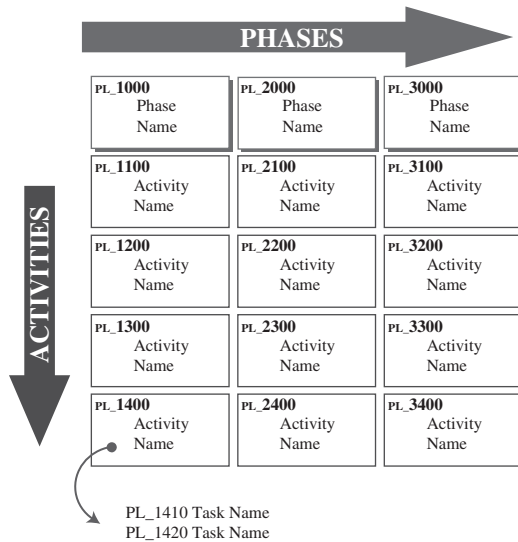 PHASES
ACTIVITIES
PL_1000
Phase
Name
PL_2000
Phase
Name
PL_3000
Phase
Name
PL_1100
Activity
Name
PL_2100
Activity
Name
PL_3100
Activity
Name
PL_1200
Activity
Name
PL_2200
Activity
Name
PL_3200
Activity
Name
PL_1300
Activity
Name
PL_2300
Activity
Name
PL_3300
Activity
Name
PL_1400
Activity
Name
PL_2400
Activity
Name
PL_3400
Activity
Name
PL_1410 Task Name
PL_1420 Task Name